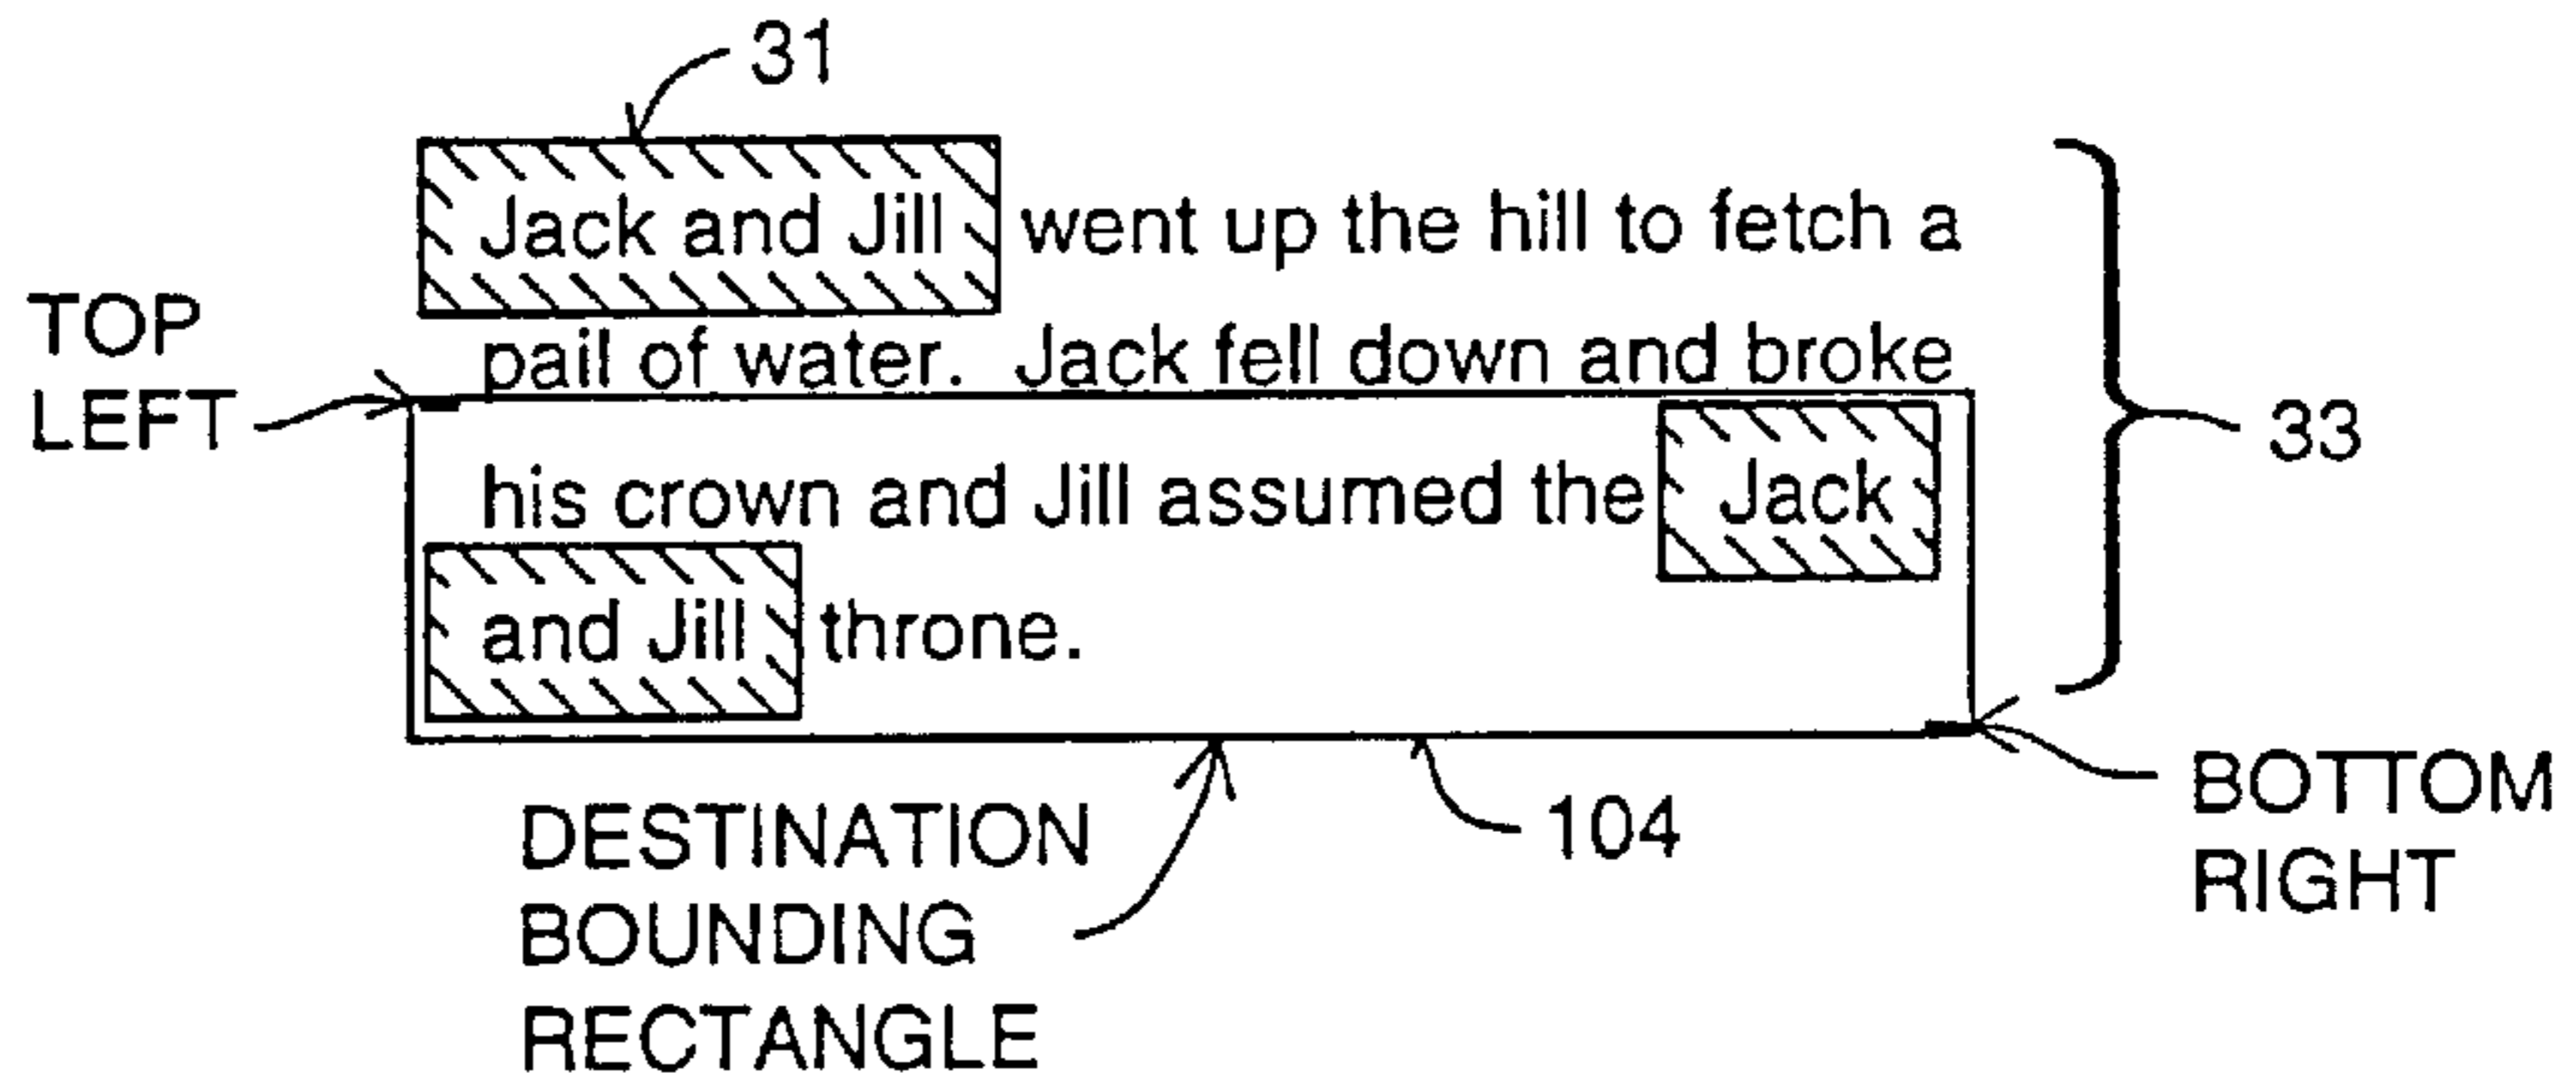 31
Jack and Jill went up the hill to fetch a
pail of water. Jack fell down and broke
his crown and Jill assumed the Jack
and Jill throne.
TOP
LEFT
33
BOTTOM
RIGHT
104
DESTINATION
BOUNDING
RECTANGLE